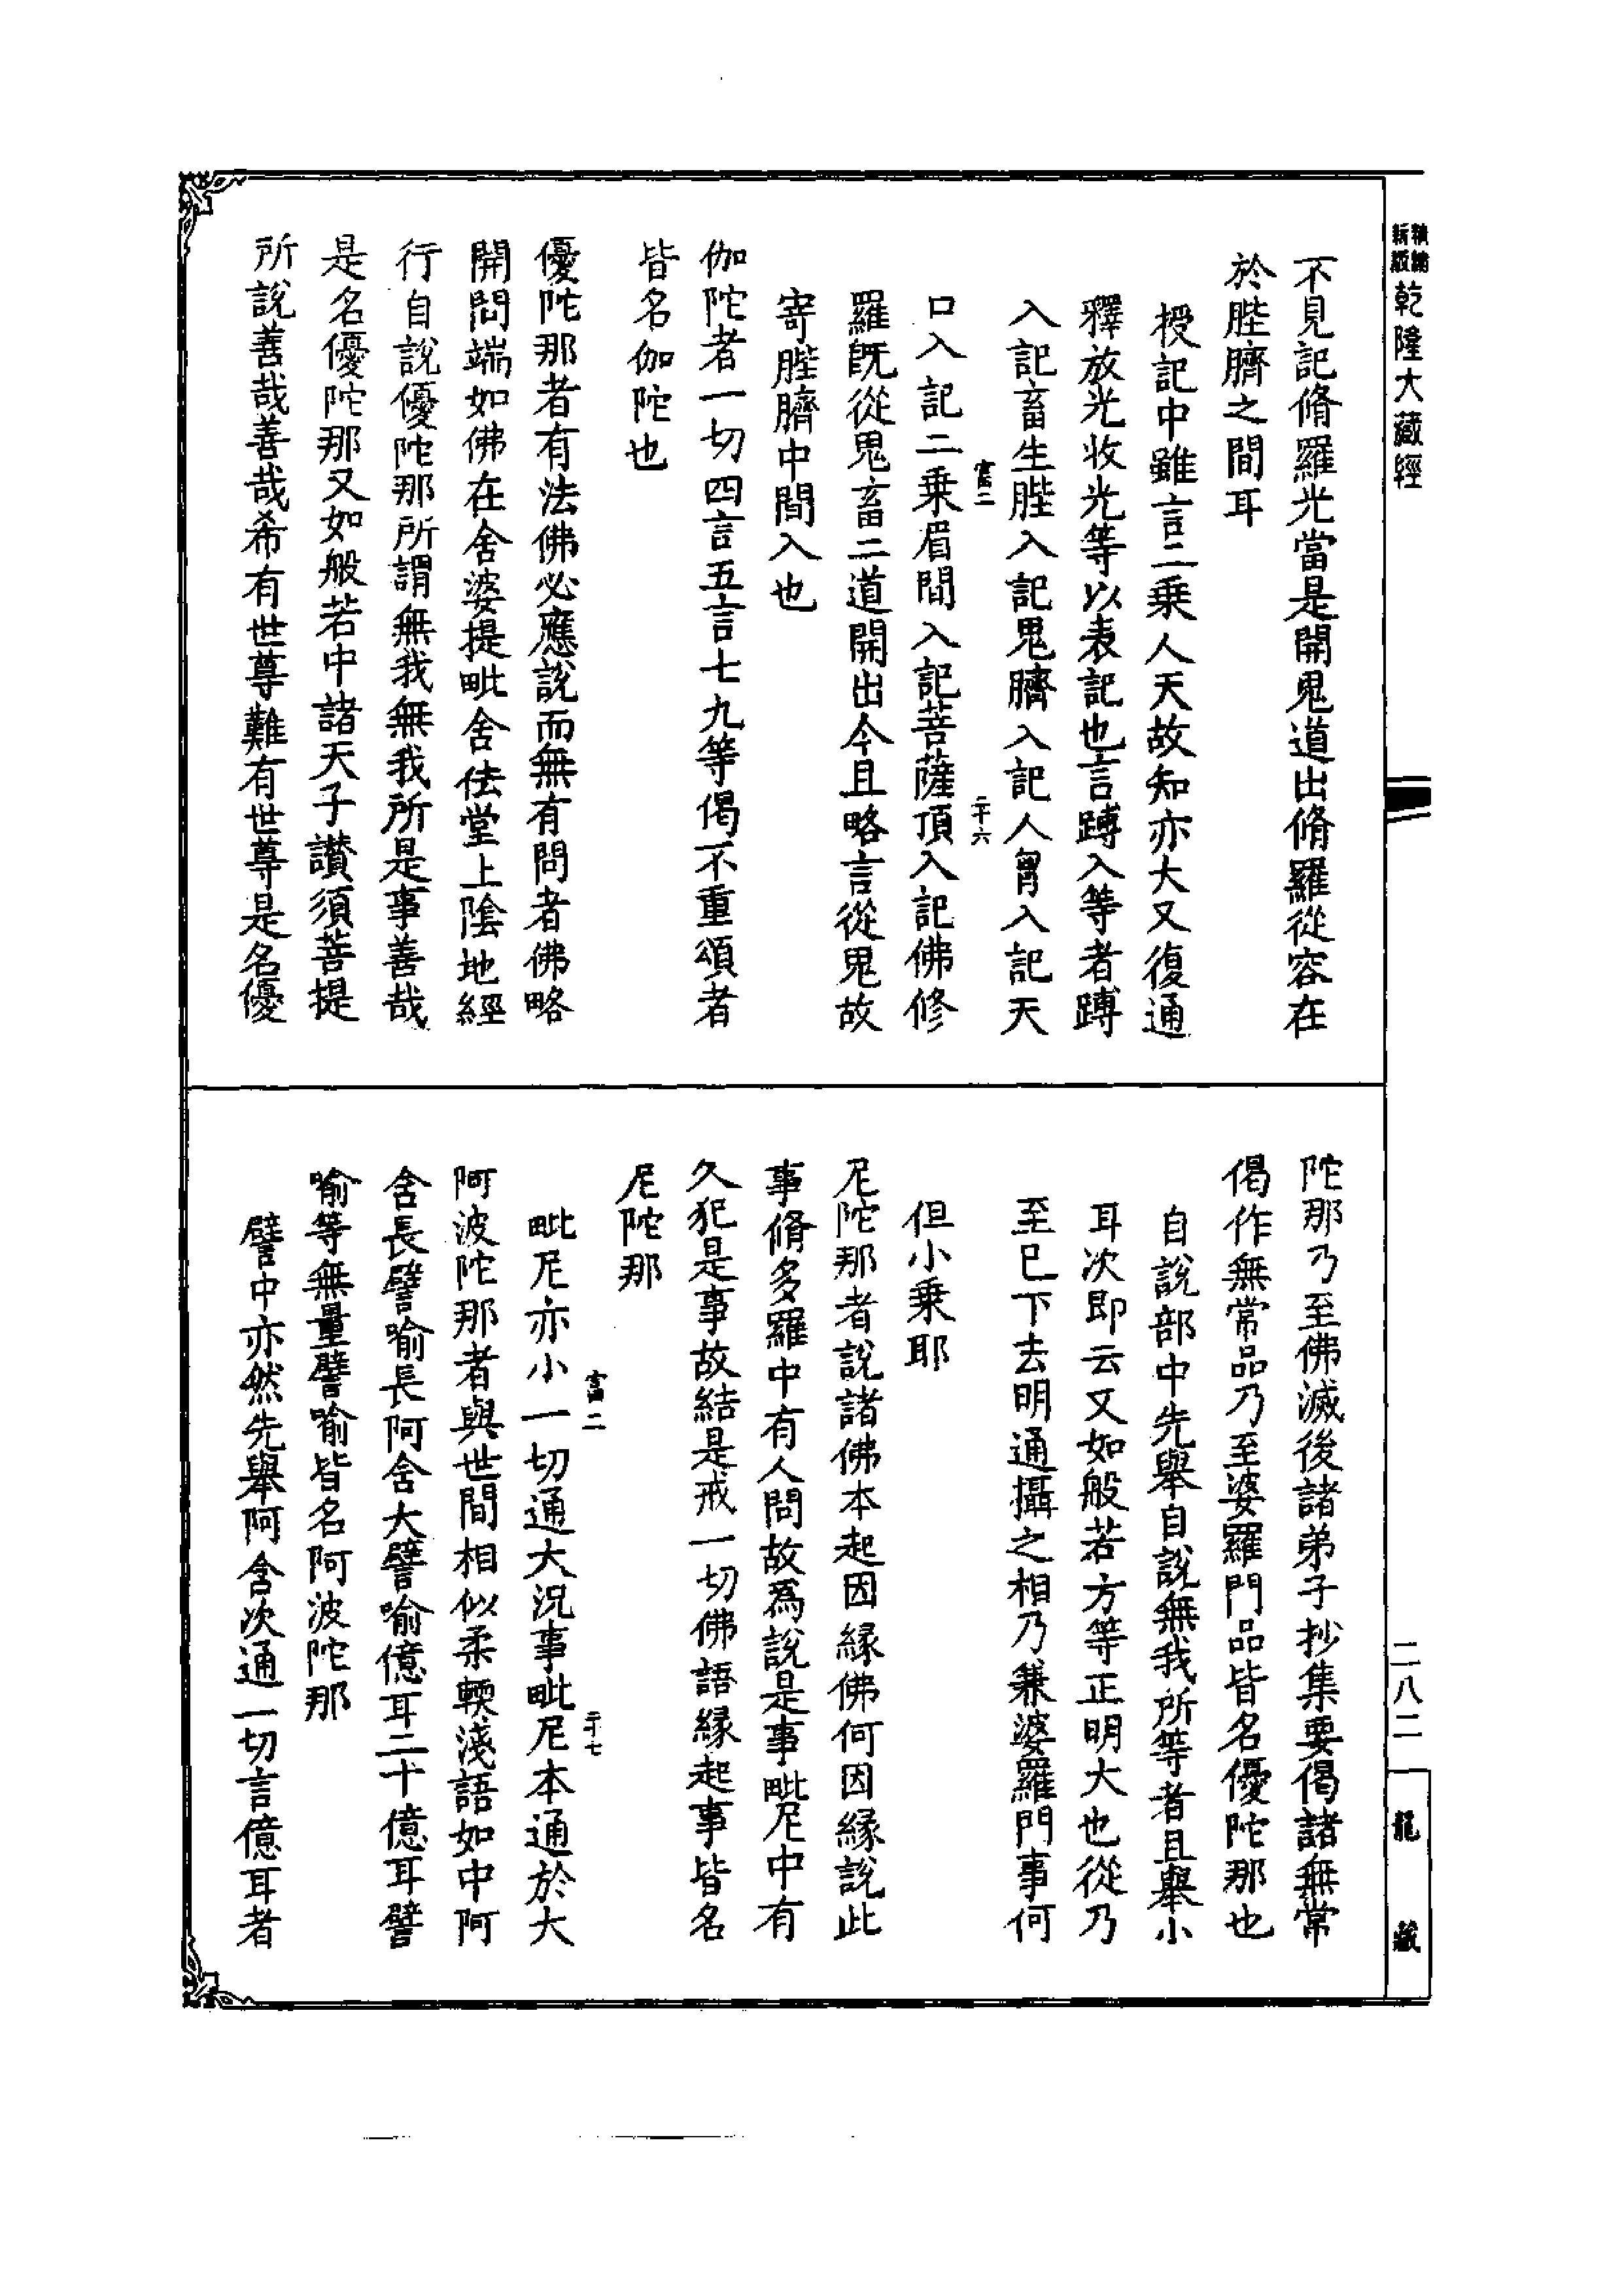 精繕新版乾隆大藏經
不見記脩羅光當是開鬼道出脩羅從容在
於䏶臍之間耳
授記中雖言二乘人天故知亦大又復通
釋放光收光等以表記也言蹲入等者蹲
入記畜生䏶入記鬼臍入記人胷入記天
富二
二十六
口入記二乘眉間入記菩薩頂入記佛修
羅旣從鬼畜二道開出今且略言從鬼故
寄䏶臍中間入也
伽陀者一切四言五言七九等偈不重頌者
皆名伽陀也
優陀那者有法佛必應說而無有問者佛略
開問端如佛在舍婆提毗舍佉堂上陰地經
行自說優陀那所謂無我無我所是事善哉
是名優陀那又如般若中諸天子讚須菩提
所說善哉善哉希有世尊難有世尊是名優
陀那乃至佛滅後諸弟子抄集要偈諸無常
偈作無常品乃至婆羅門品皆名優陀那也
自說部中先舉自說無我所等者且舉小
耳次即云又如般若方等正明大也從乃
至已下去明通攝之相乃兼婆羅門事何
但小乘耶
尼陀那者說諸佛本起因緣佛何因緣說此
事脩多羅中有人問故爲說是事毗尼中有
久犯是事故結是戒一切佛語緣起事皆名
尼陀那
富二
二十七
毗尼亦小一切通大況事毗尼本通於大
阿波陀那者與世間相似柔輭淺語如中阿
含長譬喻長阿含大譬喻億耳二十億耳譬
喻等無量譬喻皆名阿波陀那
譬中亦然先舉阿含次通一切言億耳者
二八二
龍藏